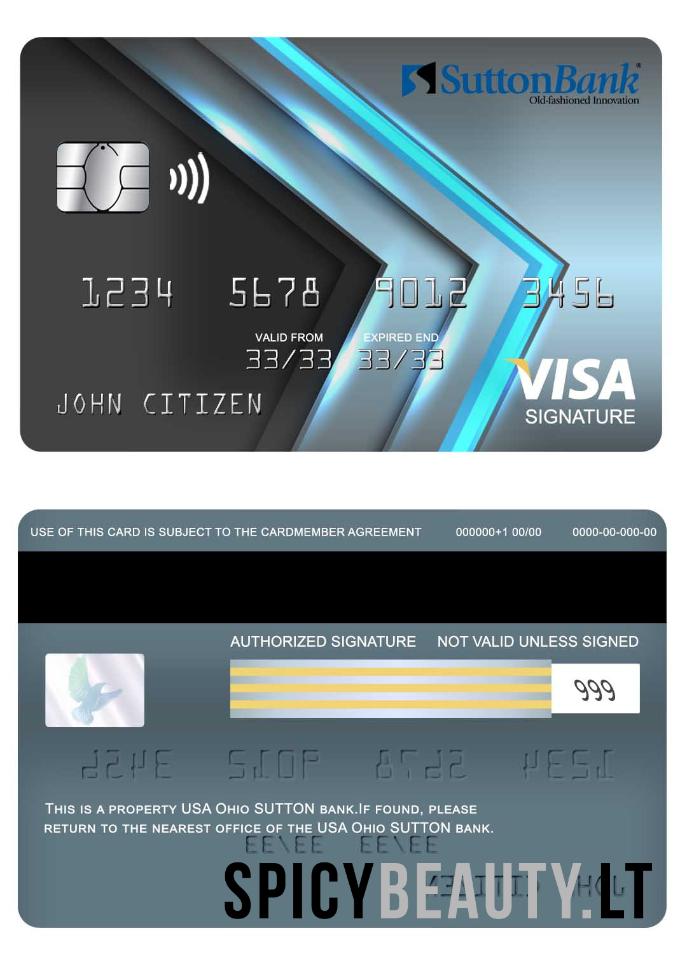 SuttonBank®
Old-fashioned Innovation
1234 5678 9012 3456
VALID FROM EXPIRED END
33/33 33/33
JOHN CITIZEN
VISA
SIGNATURE
USE OF THIS CARD IS SUBJECT TO THE CARDMEMBER AGREEMENT 000000+1 00/00 0000-00-000-00
AUTHORIZED SIGNATURE NOT VALID UNLESS SIGNED
999
THIS IS A PROPERTY USA OHIO SUTTON BANK.IF FOUND, PLEASE
RETURN TO THE NEAREST OFFICE OF THE USA OHIO SUTTON BANK.
SPICYBEAUTY.LT